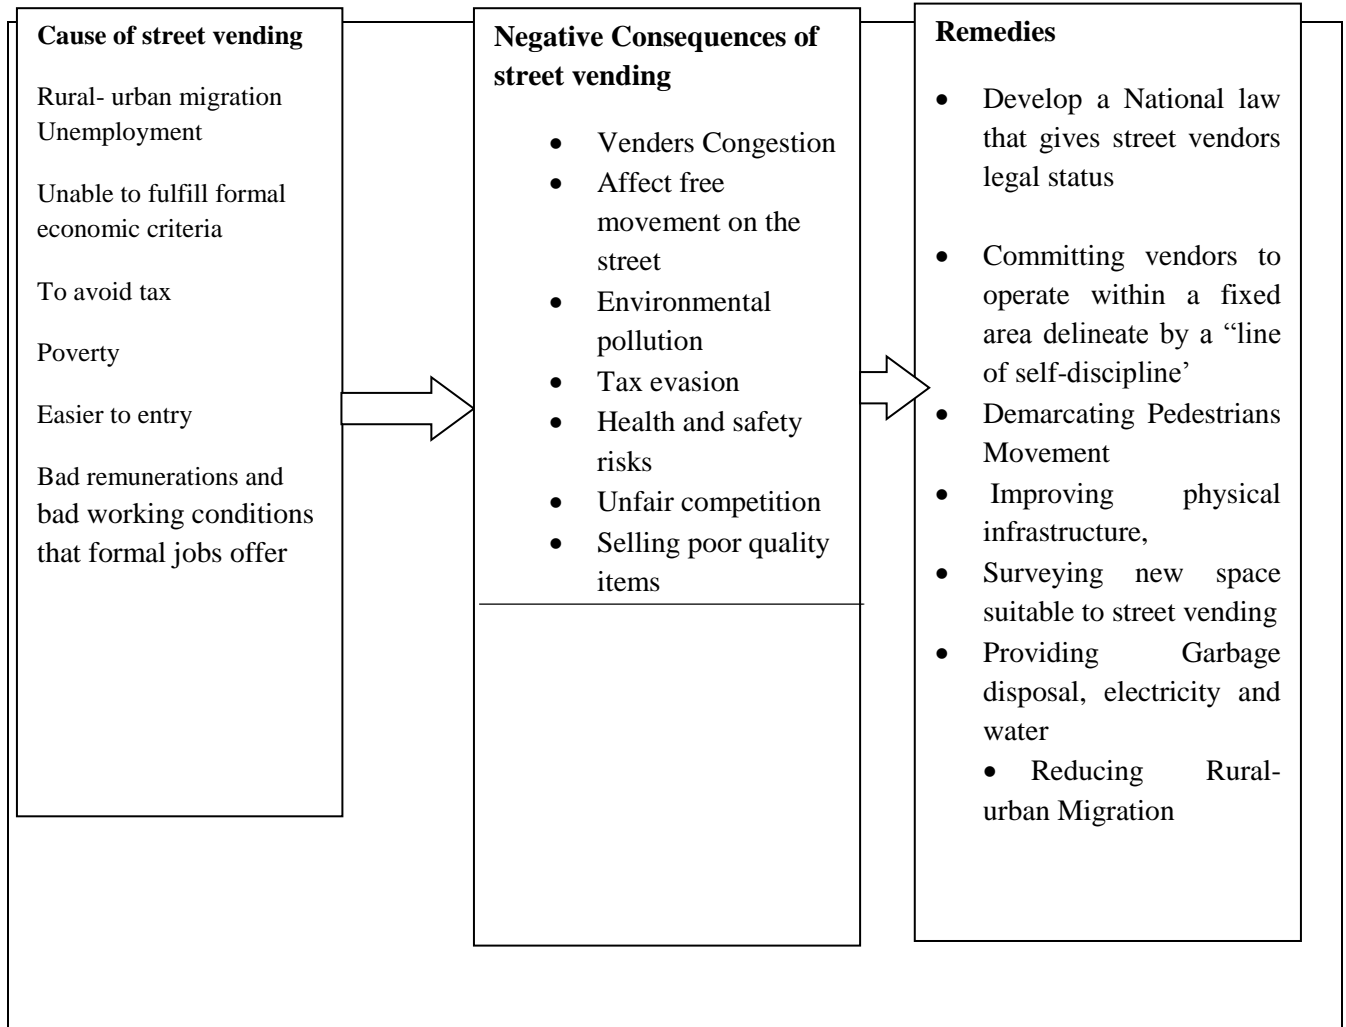 Cause of street vending
Rural- urban migration
Unemployment
Unable to fulfill formal
economic criteria
To avoid tax
Poverty
Easier to entry
Bad remunerations and
bad working conditions
that formal jobs offer
Negative Consequences of
street vending
• Venders Congestion
• Affect free
movement on the
street
• Environmental
pollution
• Tax evasion
• Health and safety
risks
• Unfair competition
• Selling poor quality
items
Remedies
• Develop a National law
that gives street vendors
legal status
• Committing vendors to
operate within a fixed
area delineate by a “line
of self-discipline’
• Demarcating Pedestrians
Movement
• Improving physical
infrastructure,
• Surveying new space
suitable to street vending
• Providing Garbage
disposal, electricity and
water
• Reducing Rural-
urban Migration